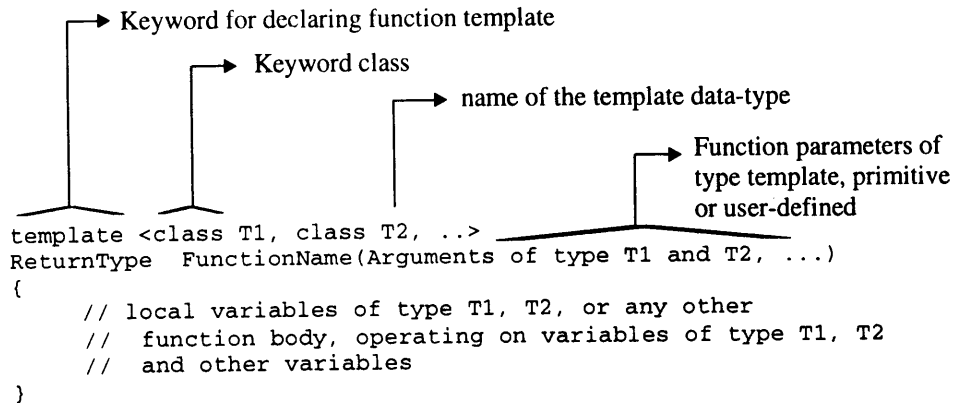 Keyword for declaring function template
Keyword class
name of the template data-type
Function parameters of
type template, primitive
or user-defined
template <class T1, class T2, ..>
ReturnType FunctionName(Arguments of type T1 and T2, ...)
{
// local variables of type T1, T2, or any other
// function body, operating on variables of type T1, T2
// and other variables
}